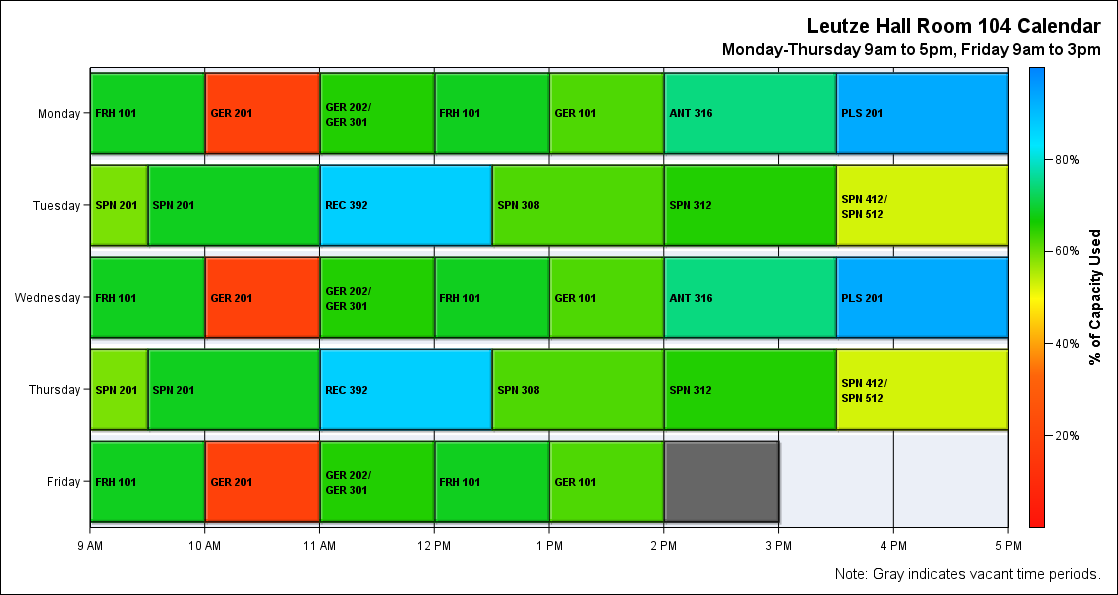 Leutze Hall Room 104 Calendar
Monday-Thursday 9am to 5pm, Friday 9am to 3pm
Monday
FRH 101
GER 201
GER 202/
GER 301
FRH 101
GER 101
ANT 316
PLS 201
Tuesday
SPN 201
SPN 201
REC 392
SPN 308
SPN 312
SPN 412/
SPN 512
Wednesday
FRH 101
GER 201
GER 202/
GER 301
FRH 101
GER 101
ANT 316
PLS 201
Thursday
SPN 201
SPN 201
REC 392
SPN 308
SPN 312
SPN 412/
SPN 512
Friday
FRH 101
GER 201
GER 202/
GER 301
FRH 101
GER 101
9 AM
10 AM
11 AM
12 PM
1 PM
2 PM
3 PM
4 PM
5 PM
80%
60%
40%
20%
% of Capacity Used
Note: Gray indicates vacant time periods.